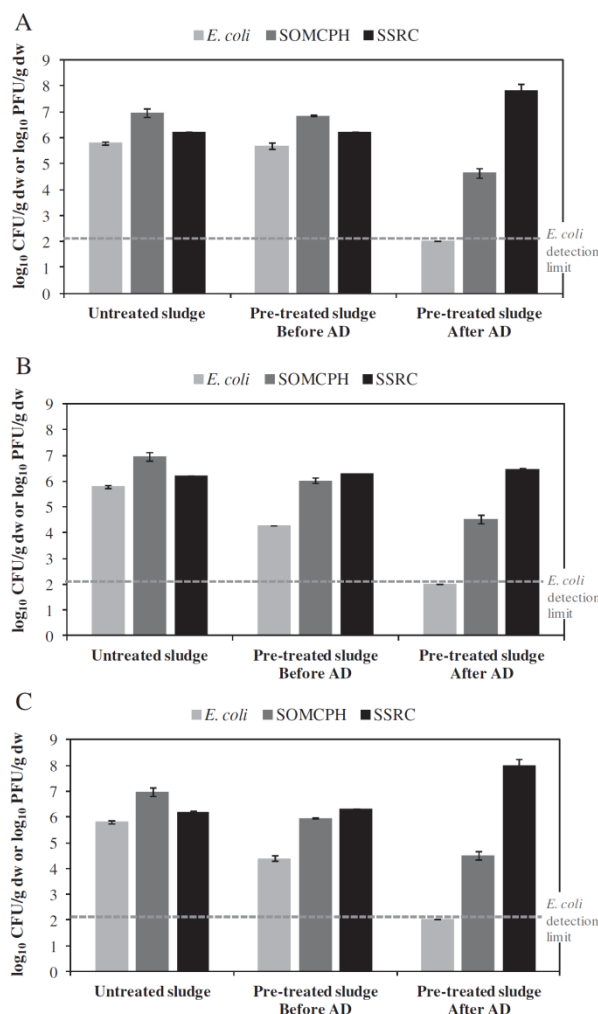 A
E. coli SOMCPH SSRC
log10 CFU/g dw or log10 PFU/g dw
9
8
7
6
5
4
3
2
1
0
E. coli
detection
limit
Untreated sludge
Pre-treated sludge
Before AD
Pre-treated sludge
After AD
B
E. coli SOMCPH SSRC
log10 CFU/g dw or log10 PFU/g dw
9
8
7
6
5
4
3
2
1
0
E. coli
detection
limit
Untreated sludge
Pre-treated sludge
Before AD
Pre-treated sludge
After AD
C
E. coli SOMCPH SSRC
log10 CFU/g dw or log10 PFU/g dw
9
8
7
6
5
4
3
2
1
0
E. coli
detection
limit
Untreated sludge
Pre-treated sludge
Before AD
Pre-treated sludge
After AD